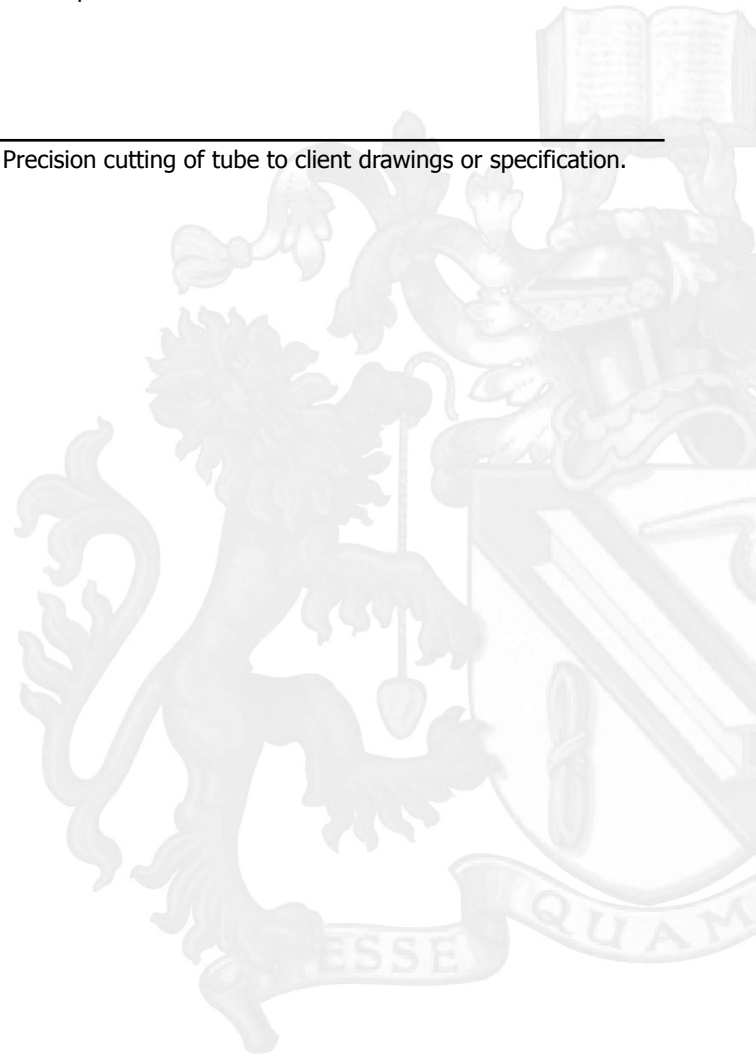 Precision cutting of tube to client drawings or specification.
ESSE
QUAM